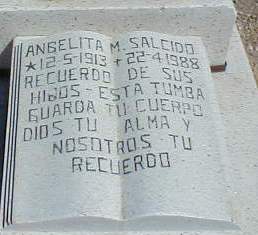 ANGELITA M. SALCIDO
★12-5-1913 +22-4-1988
RECUERDO DE SUS
HIJOS - ESTA TUMBA
GUARDA TU CUERPO
DIOS TU ALMA Y
NOSOTROS TU
RECUERDO